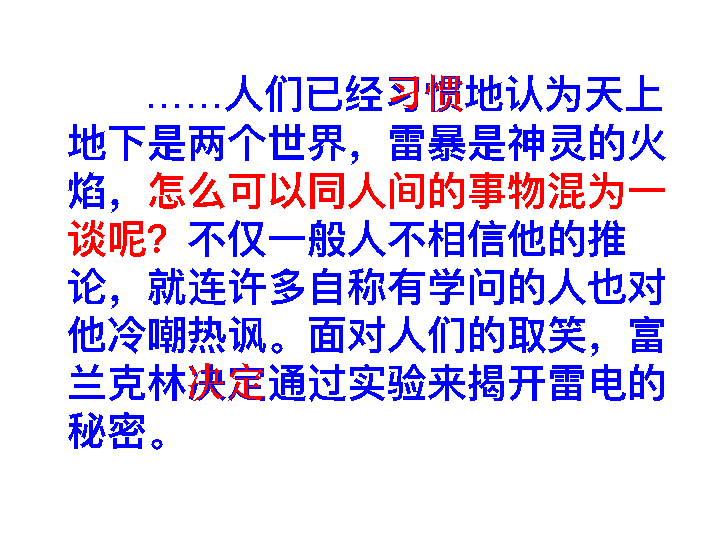 ……人们已经习惯地认为天上
地下是两个世界，雷暴是神灵的火
焰，怎么可以同人间的事物混为一
谈呢？不仅一般人不相信他的推
论，就连许多自称有学问的人也对
他冷嘲热讽。面对人们的取笑，富
兰克林决定通过实验来揭开雷电的
秘密。